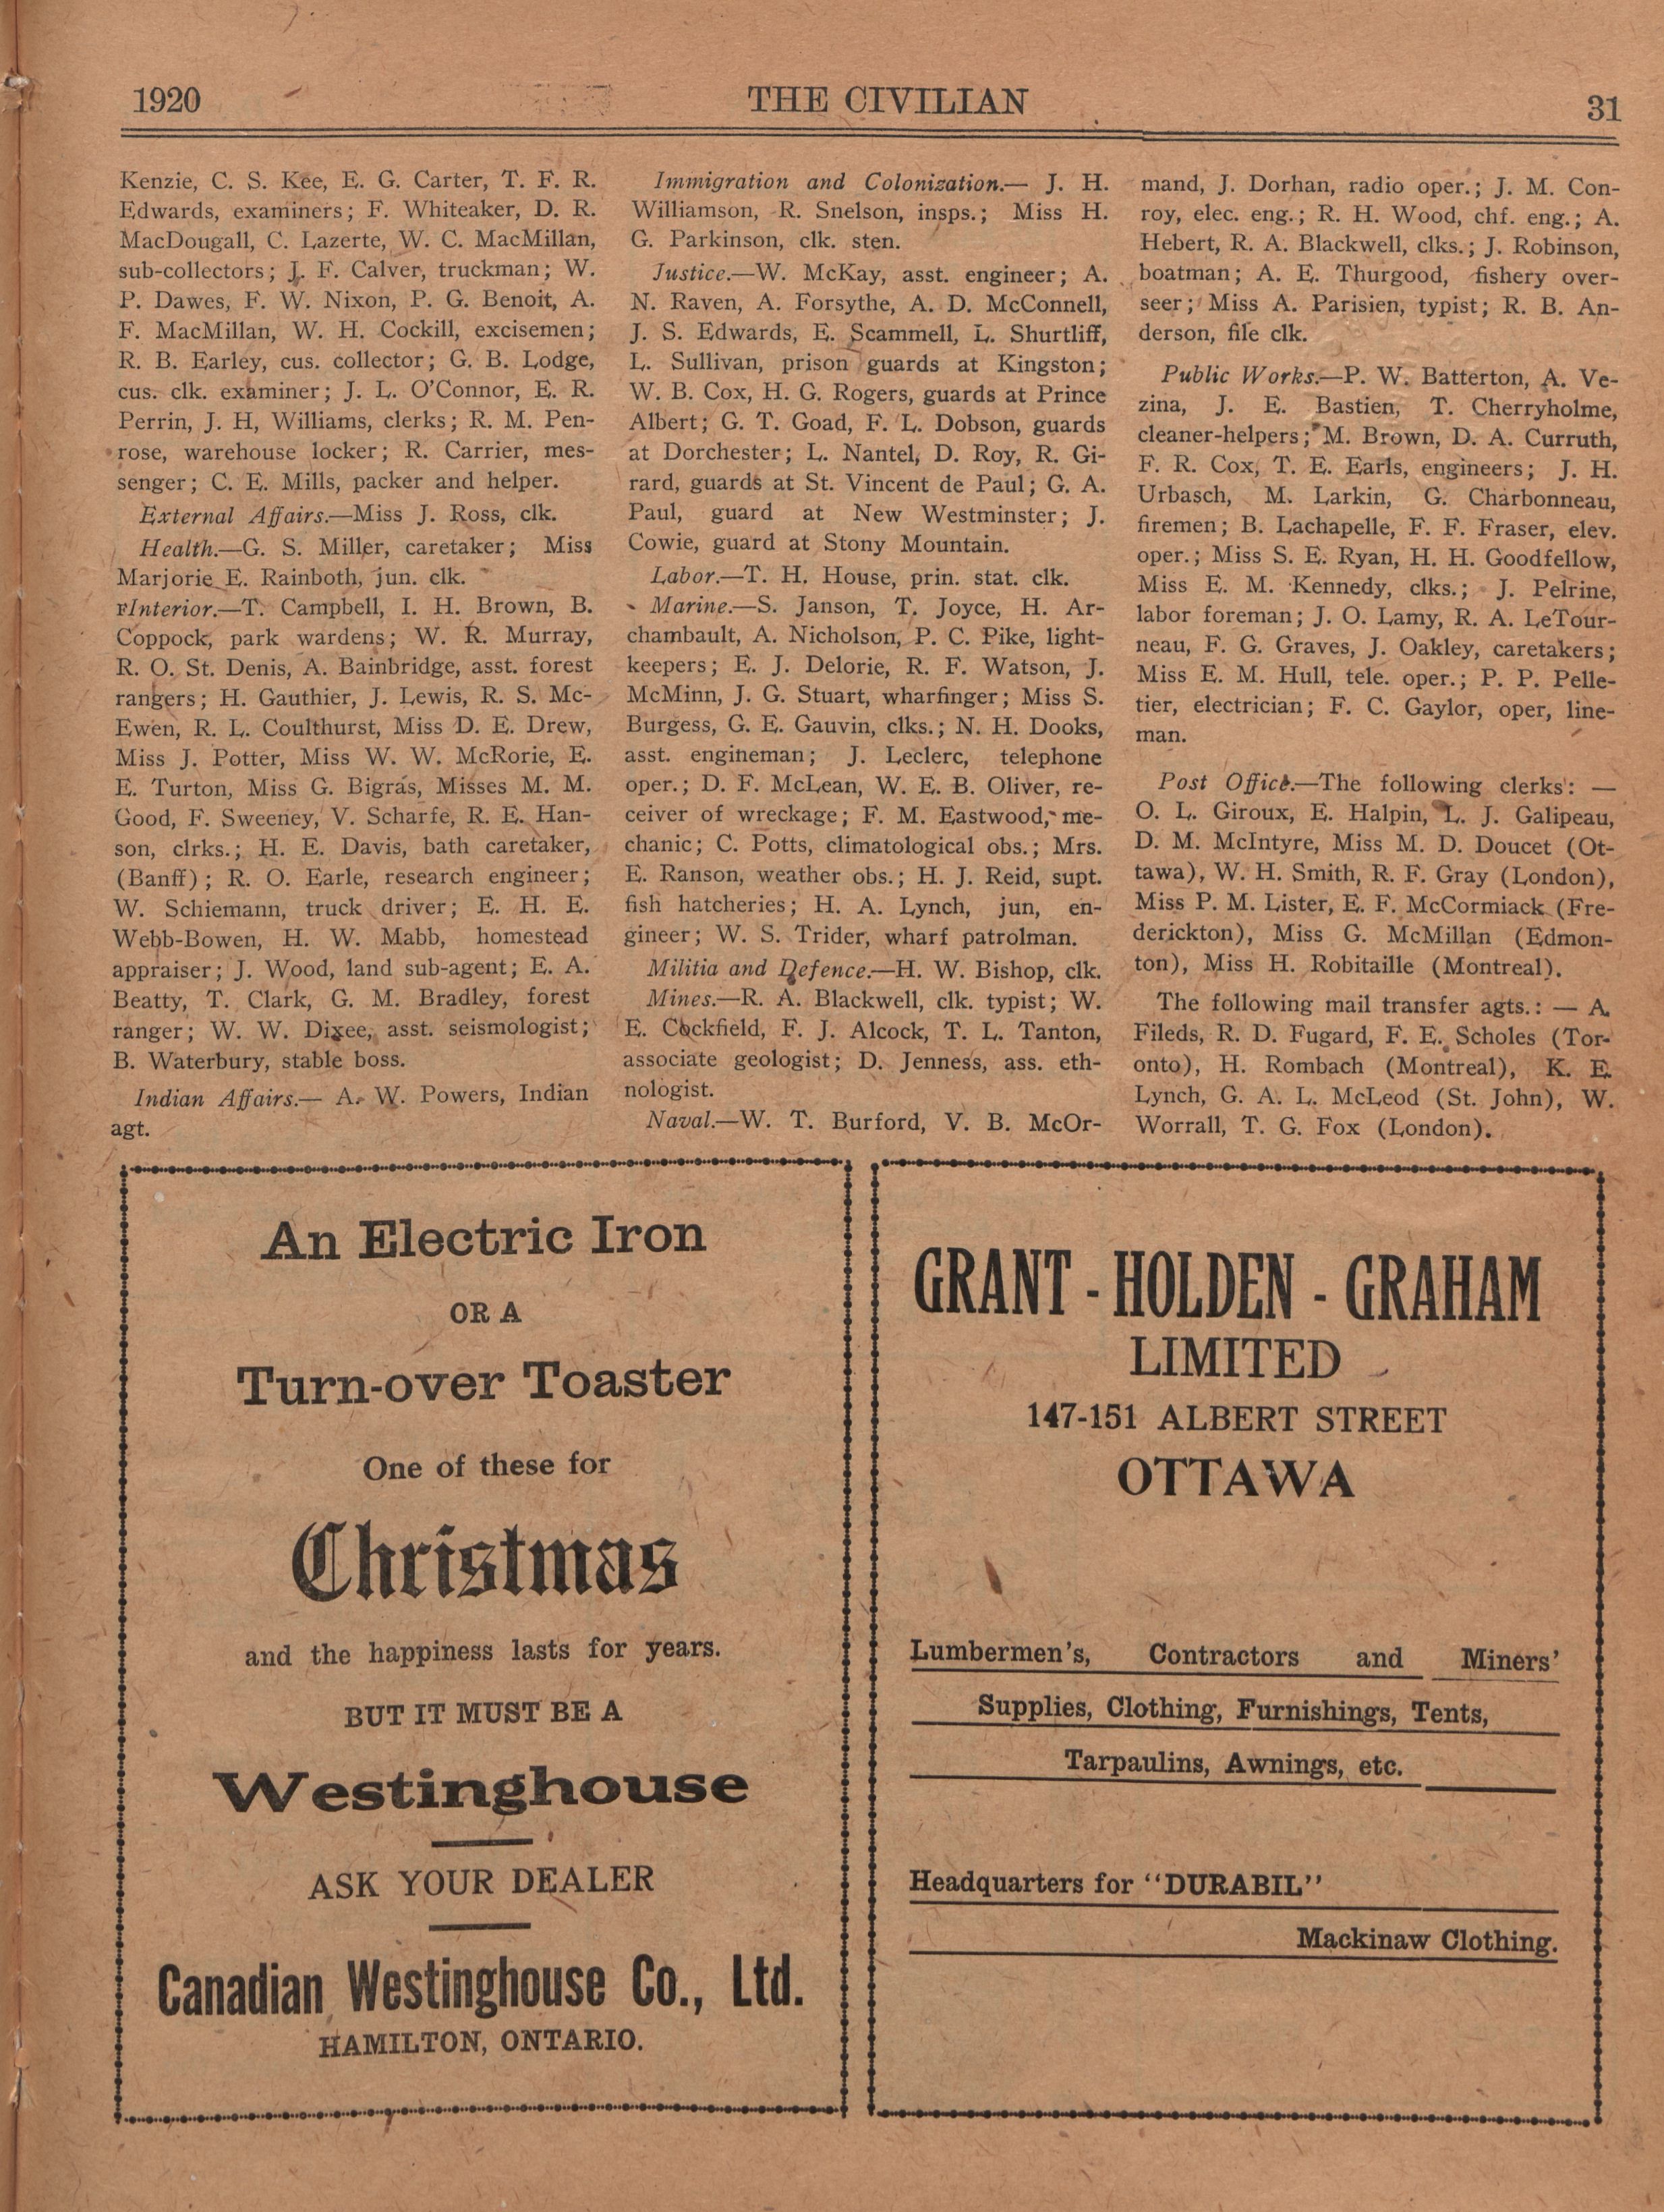 1920
THE CIVILIAN
31
Kenzie, C. S. Kee, E. G. Carter, T. F. R.
Edwards, examiners; F. Whiteaker, D. R.
MacDougall, C. Lazerte, W. C. MacMillan,
sub-collectors; J. F. Calver, truckman; W.
P. Dawes, F. W. Nixon, P. G. Benoit, A.
F. MacMillan, W. H. Cockill, excisemen;
R. B. Earley, cus. collector; G. B. Lodge,
cus. clk. examiner; J. L. O'Connor, E. R.
Perrin, J. H, Williams, clerks; R. M. Pen-
rose, warehouse locker; R. Carrier, mes-
senger; C. E. Mills, packer and helper.
External Affairs.—Miss J. Ross, clk.
Health.—G. S. Miller, caretaker; Miss
Marjorie E. Rainboth, jun. clk.
Interior.—T. Campbell, I. H. Brown, B.
Coppock, park wardens; W. R. Murray,
R. O. St. Denis, A. Bainbridge, asst. forest
rangers; H. Gauthier, J. Lewis, R. S. Mc-
Ewen, R. L. Coulthurst, Miss D. E. Drew,
Miss J. Potter, Miss W. W. McRorie, E.
E. Turton, Miss G. Bigras, Misses M. M.
Good, F. Sweeney, V. Scharfe, R. E. Han-
son, clrks.; H. E. Davis, bath caretaker,
(Banff); R. O. Earle, research engineer;
W. Schiemann, truck driver; E. H. E.
Webb-Bowen, H. W. Mabb, homestead
appraiser; J. Wood, land sub-agent; E. A.
Beatty, T. Clark, G. M. Bradley, forest
ranger; W. W. Dixee, asst. seismologist;
B. Waterbury, stable boss.
Indian Affairs.— A. W. Powers, Indian
agt.
Immigration and Colonization.— J. H.
Williamson, R. Snelson, insps.; Miss H.
G. Parkinson, clk. sten.
Justice.—W. McKay, asst. engineer; A.
N. Raven, A. Forsythe, A. D. McConnell,
J. S. Edwards, E. Scammell, L. Shurtliff,
L. Sullivan, prison guards at Kingston;
W. B. Cox, H. G. Rogers, guards at Prince
Albert; G. T. Goad, F. L. Dobson, guards
at Dorchester; L. Nantel, D. Roy, R. Gi-
rard, guards at St. Vincent de Paul; G. A.
Paul, guard at New Westminster; J.
Cowie, guard at Stony Mountain.
Labor.—T. H. House, prin. stat. clk.
Marine.—S. Janson, T. Joyce, H. Ar-
chambault, A. Nicholson, P. C. Pike, light-
keepers; E. J. Delorie, R. F. Watson, J.
McMinn, J. G. Stuart, wharfinger; Miss S.
Burgess, G. E. Gauvin, clks.; N. H. Dooks,
asst. engineman; J. Leclerc, telephone
oper.; D. F. McLean, W. E. B. Oliver, re-
ceiver of wreckage; F. M. Eastwood, me-
chanic; C. Potts, climatological obs.; Mrs.
E. Ranson, weather obs.; H. J. Reid, supt.
fish hatcheries; H. A. Lynch, jun, en-
gineer; W. S. Trider, wharf patrolman.
Militia and Defence.—H. W. Bishop, clk.
Mines.—R. A. Blackwell, clk. typist; W.
E. Cockfield, F. J. Alcock, T. L. Tanton,
associate geologist; D. Jenness, ass. eth-
nologist.
Naval.—W. T. Burford, V. B. McOr-
mand, J. Dorhan, radio oper.; J. M. Con-
roy, elec. eng.; R. H. Wood, chf. eng.; A.
Hebert, R. A. Blackwell, clks.; J. Robinson,
boatman; A. E. Thurgood, fishery over-
seer; Miss A. Parisien, typist; R. B. An-
derson, file clk.
Public Works.—P. W. Batterton, A. Ve-
zina, J. E. Bastien, T. Cherryholme,
cleaner-helpers; M. Brown, D. A. Curruth,
F. R. Cox, T. E. Earls, engineers; J. H.
Urbasch, M. Larkin, G. Charbonneau,
firemen; B. Lachapelle, F. F. Fraser, elev.
oper.; Miss S. E. Ryan, H. H. Goodfellow,
Miss E. M. Kennedy, clks.; J. Pelrine,
labor foreman; J. O. Lamy, R. A. LeTour-
neau, F. G. Graves, J. Oakley, caretakers;
Miss E. M. Hull, tele. oper.; P. P. Pelle-
tier, electrician; F. C. Gaylor, oper, line-
man.
Post Office.—The following clerks: —
O. L. Giroux, E. Halpin, L. J. Galipeau,
D. M. McIntyre, Miss M. D. Doucet (Ot-
tawa), W. H. Smith, R. F. Gray (London),
Miss P. M. Lister, E. F. McCormiack (Fre-
derickton), Miss G. McMillan (Edmon-
ton), Miss H. Robitaille (Montreal).
The following mail transfer agts.: — A.
Fileds, R. D. Fugard, F. E. Scholes (Tor-
onto), H. Rombach (Montreal), K. E.
Lynch, G. A. L. McLeod (St. John), W.
Worrall, T. G. Fox (London).
An Electric Iron
OR A
Turn-over Toaster
One of these for
Christmas
and the happiness lasts for years.
BUT IT MUST BE A
Westinghouse
ASK YOUR DEALER
Canadian Westinghouse Co., Ltd.
HAMILTON, ONTARIO.
GRANT - HOLDEN - GRAHAM
LIMITED
147-151 ALBERT STREET
OTTAWA
Lumbermen's, Contractors and Miners'
Supplies, Clothing, Furnishings, Tents,
Tarpaulins, Awnings, etc.
Headquarters for "DURABIL"
Mackinaw Clothing.